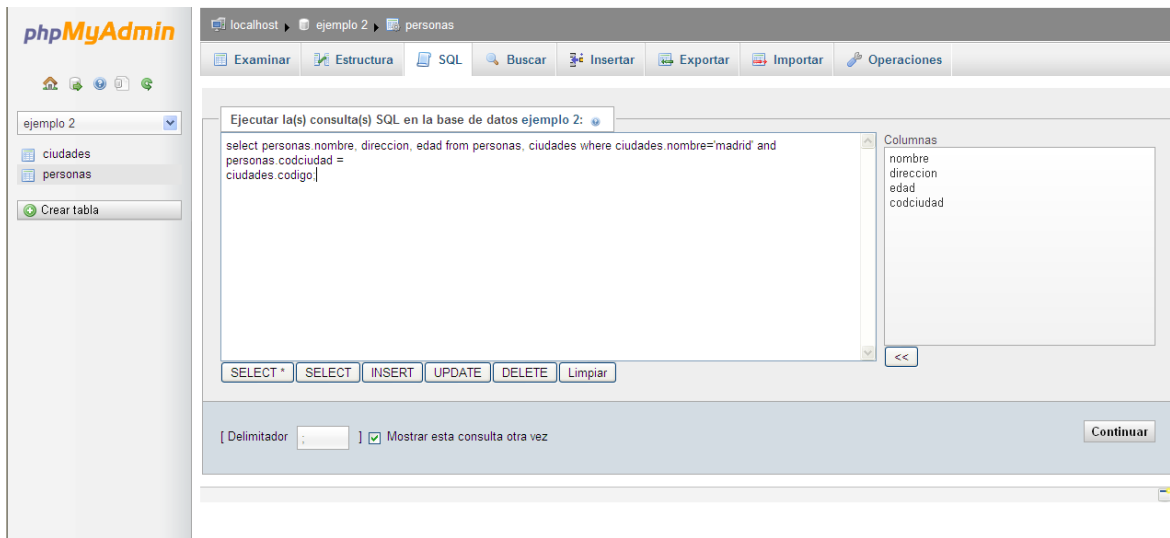 phpMyAdmin
ejemplo 2
ciudades
personas
Crear tabla
localhost ejemplo 2 personas
Examinar Estructura SQL Buscar Insertar Exportar Importar Operaciones
Ejecutar la(s) consulta(s) SQL en la base de datos ejemplo 2:
select personas.nombre, direccion, edad from personas, ciudades where ciudades.nombre='madrid' and
personas.codciudad =
ciudades.codigo;
Columnas
nombre
direccion
edad
codciudad
<<
SELECT * SELECT INSERT UPDATE DELETE Limpiar
[ Delimitador ; ] Mostrar esta consulta otra vez
Continuar